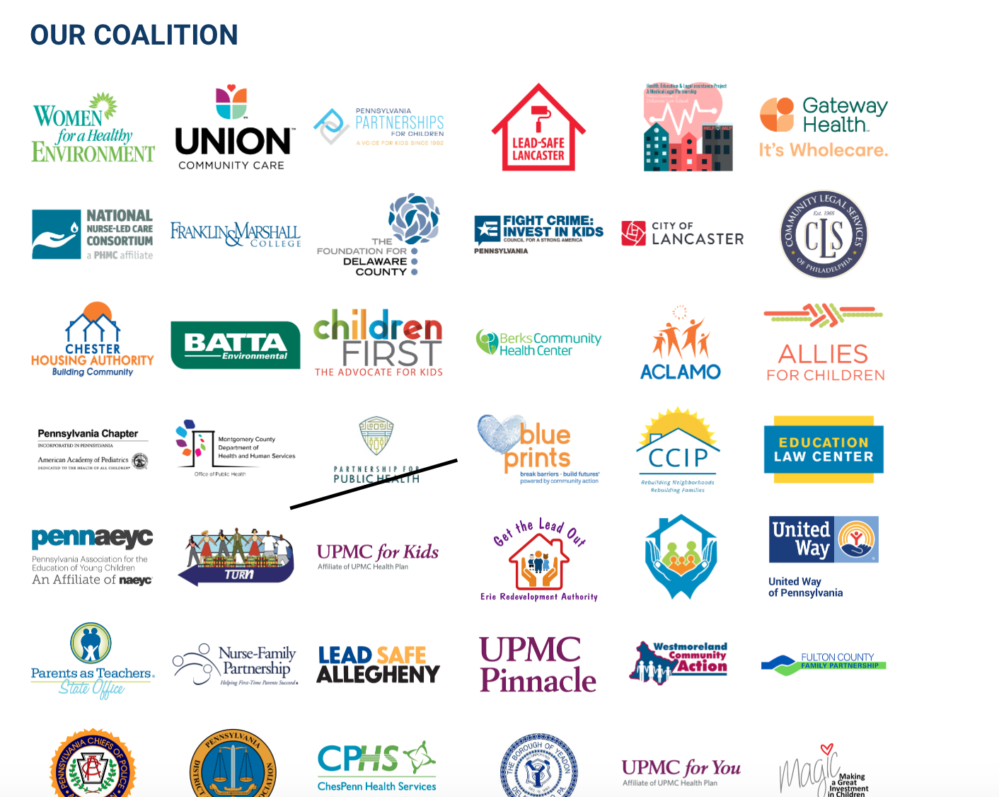 OUR COALITION
WOMEN
for a Healthy
ENVIRONMENT
UNION
COMMUNITY CARE
PENNSYLVANIA
PARTNERSHIPS
FOR CHILDREN
A VOICE FOR KIDS SINCE 1992
LEAD-SAFE
LANCASTER
Health, Education & Legal assistance Project
A Medical-Legal Partnership
Delaware Law School
HELP: MLP
Gateway
Health
It's Wholecare.
NATIONAL
NURSE-LED CARE
CONSORTIUM
a PHMC affiliate
FRANKLIN & MARSHALL
COLLEGE
THE
FOUNDATION FOR
DELAWARE
COUNTY
FIGHT CRIME:
INVEST IN KIDS
COUNCIL FOR A STRONG AMERICA
PENNSYLVANIA
CITY OF
LANCASTER
COMMUNITY LEGAL SERVICES
Est. 1966
CLS
OF PHILADELPHIA
CHESTER
HOUSING AUTHORITY
Building Community
BATTA
Environmental
children
FIRST
THE ADVOCATE FOR KIDS
Berks Community
Health Center
ACLAMO
ALLIES
FOR CHILDREN
Pennsylvania Chapter
INCORPORATED IN PENNSYLVANIA
American Academy of Pediatrics
DEDICATED TO THE HEALTH OF ALL CHILDREN®
Montgomery County
Department of
Health and Human Services
Office of Public Health
PARTNERSHIP FOR
PUBLIC HEALTH
blue
prints
break barriers - build futures
powered by community action
CCIP
Rebuilding Neighborhoods
Rebuilding Families
EDUCATION
LAW CENTER
pennaeyc
Pennsylvania Association for the
Education of Young Children
An Affiliate of naeyc
TURN
UPMC for Kids
Affiliate of UPMC Health Plan
Get the Lead Out
Erie Redevelopment Authority
United
Way
United Way
of Pennsylvania
Parents as Teachers®
State Office
Nurse-Family
Partnership
Helping First-Time Parents Succeed.
LEAD SAFE
ALLEGHENY
UPMC
Pinnacle
Westmoreland
Community
Action
FULTON COUNTY
FAMILY PARTNERSHIP
PENNSYLVANIA CHIEFS OF POLICE
PENNSYLVANIA
DISTRICT
CPHS
ChesPenn Health Services
THE BOROUGH OF YEADON
UPMC for You
Affiliate of UPMC Health Plan
magic
Making
a Great
Investment
in Children